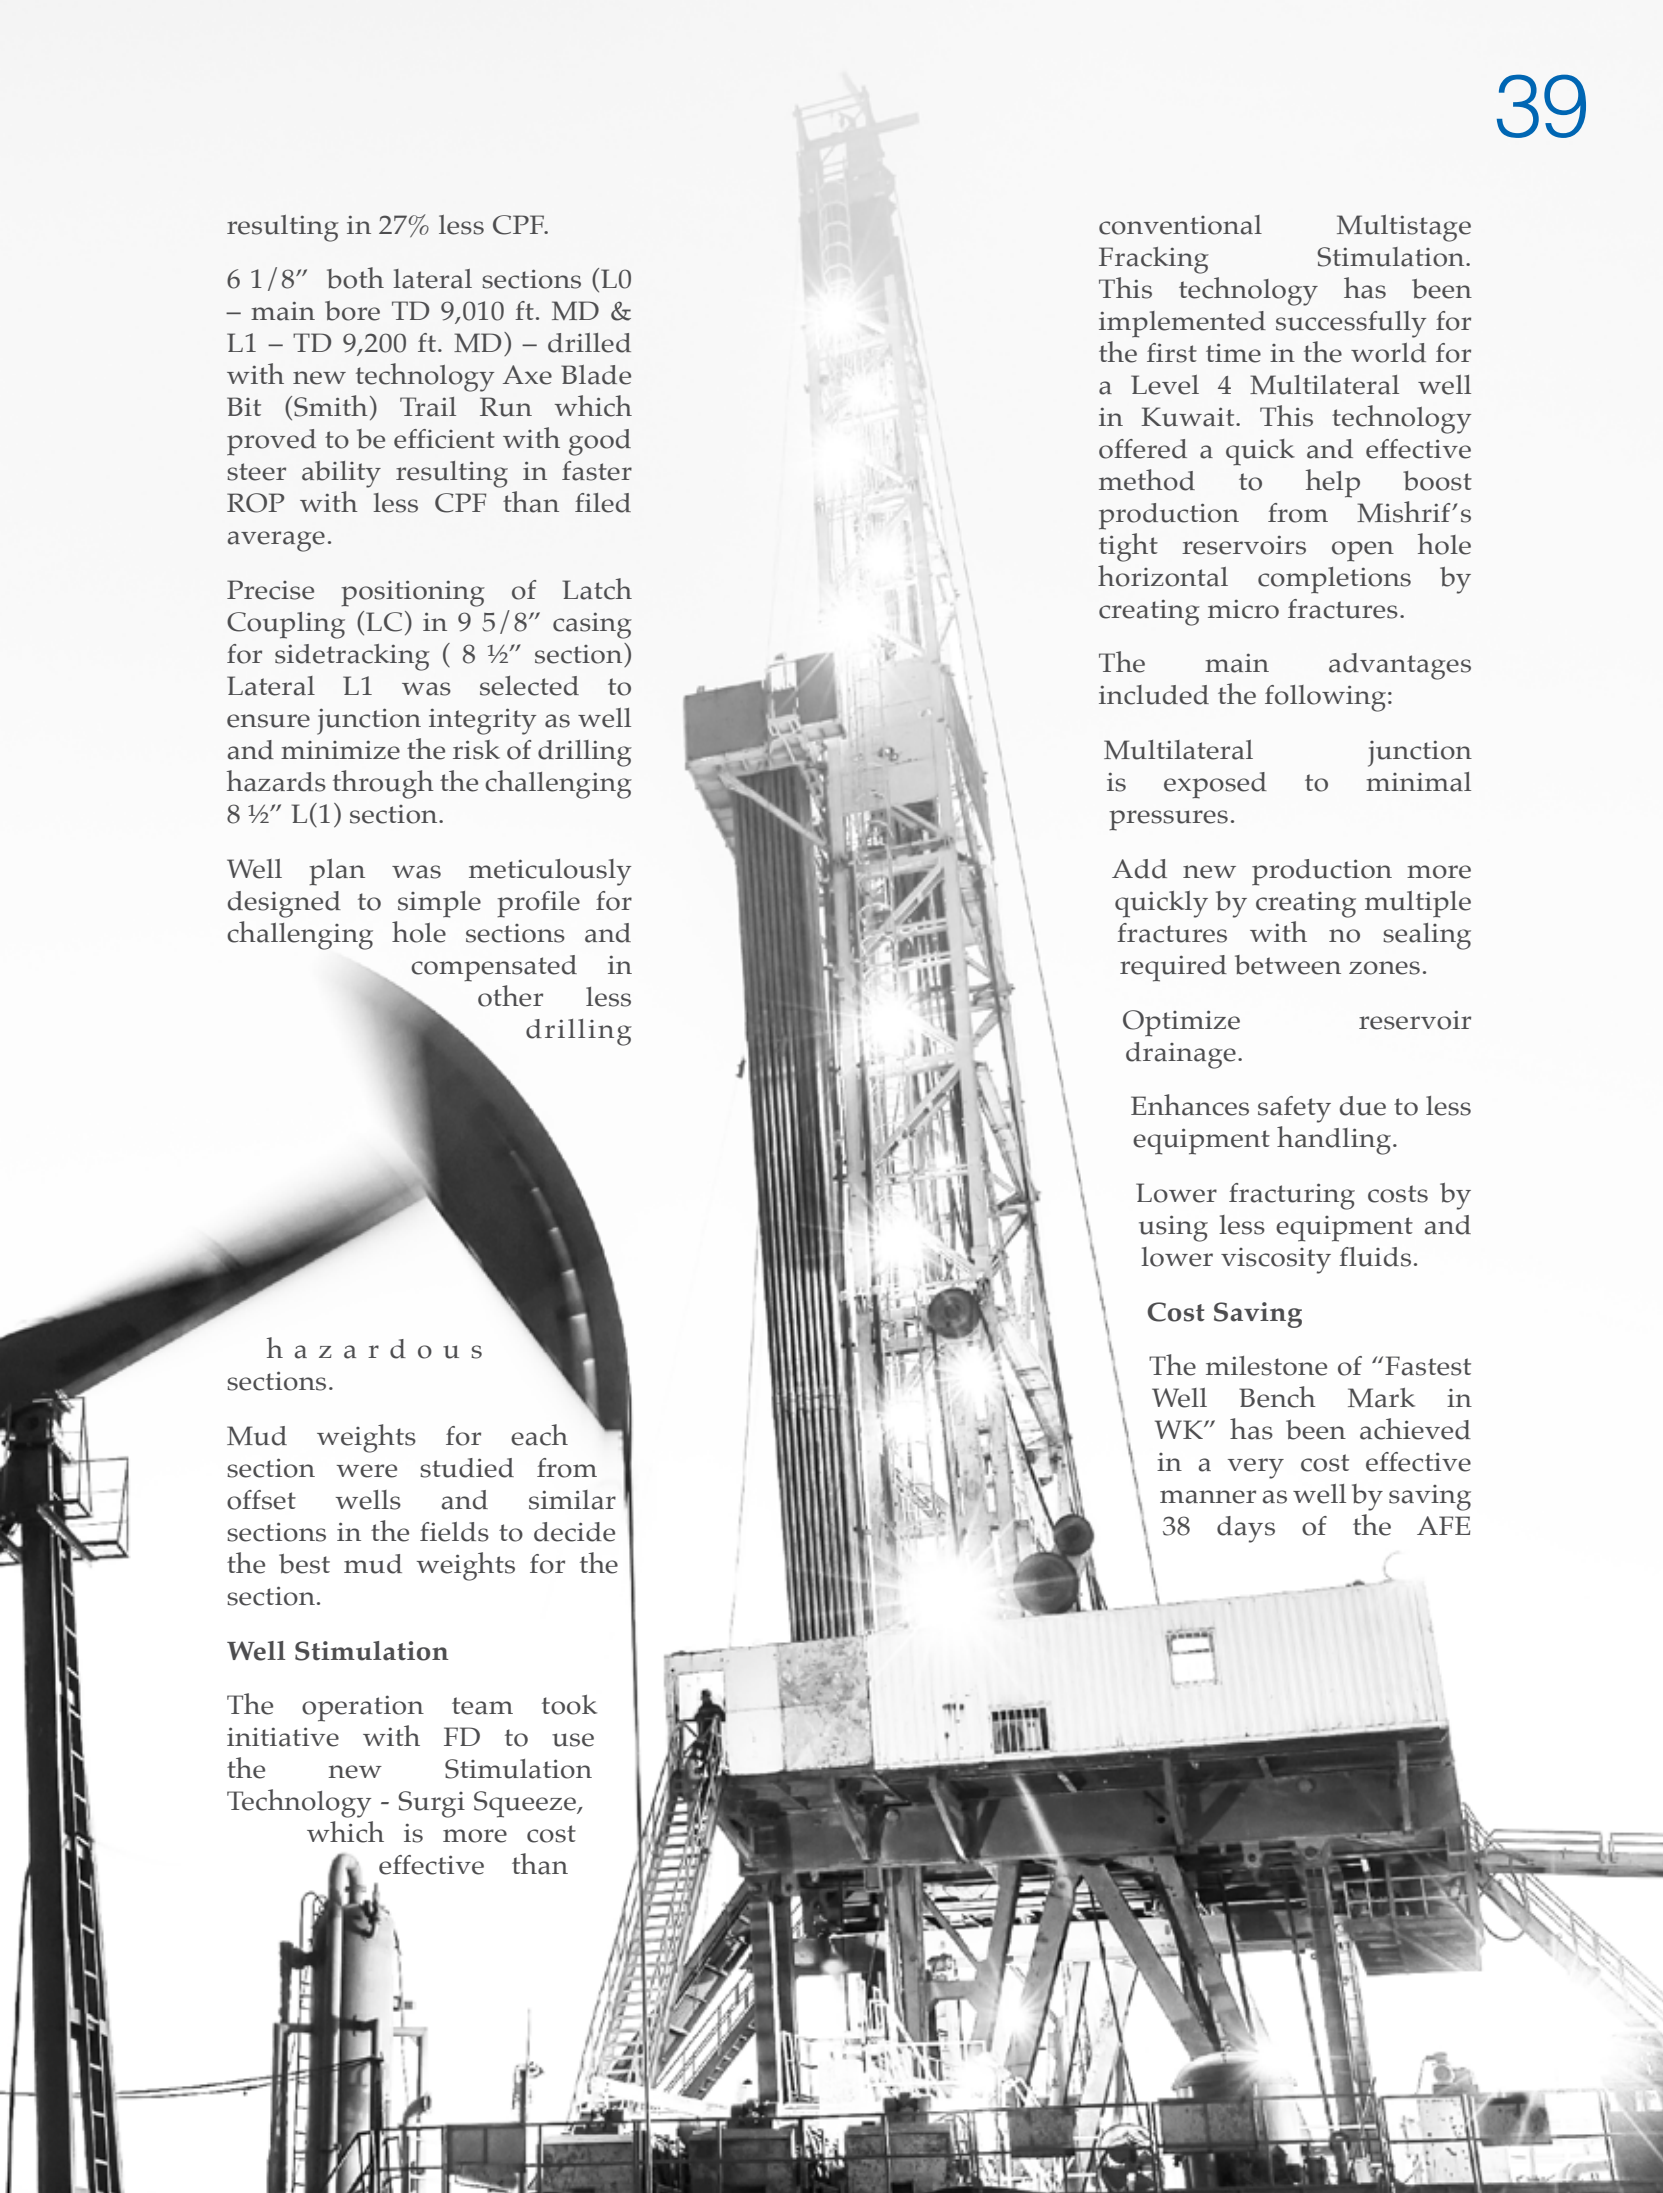 39
resulting in 27% less CPF.
6 1/8” both lateral sections (L0
– main bore TD 9,010 ft. MD &
L1 – TD 9,200 ft. MD) – drilled
with new technology Axe Blade
Bit (Smith) Trail Run which
proved to be efficient with good
steer ability resulting in faster
ROP with less CPF than filed
average.
Precise positioning of Latch
Coupling (LC) in 9 5/8” casing
for sidetracking ( 8 ½” section)
Lateral L1 was selected to
ensure junction integrity as well
and minimize the risk of drilling
hazards through the challenging
8 ½” L(1) section.
Well plan was meticulously
designed to simple profile for
challenging hole sections and
compensated in
other less
drilling
hazardous
sections.
Mud weights for each
section were studied from
offset wells and similar
sections in the fields to decide
the best mud weights for the
section.
Well Stimulation
The operation team took
initiative with FD to use
the new Stimulation
Technology - Surgi Squeeze,
which is more cost
effective than
conventional Multistage
Fracking Stimulation.
This technology has been
implemented successfully for
the first time in the world for
a Level 4 Multilateral well
in Kuwait. This technology
offered a quick and effective
method to help boost
production from Mishrif’s
tight reservoirs open hole
horizontal completions by
creating micro fractures.
The main advantages
included the following:
Multilateral junction
is exposed to minimal
pressures.
Add new production more
quickly by creating multiple
fractures with no sealing
required between zones.
Optimize reservoir
drainage.
Enhances safety due to less
equipment handling.
Lower fracturing costs by
using less equipment and
lower viscosity fluids.
Cost Saving
The milestone of “Fastest
Well Bench Mark in
WK” has been achieved
in a very cost effective
manner as well by saving
38 days of the AFE